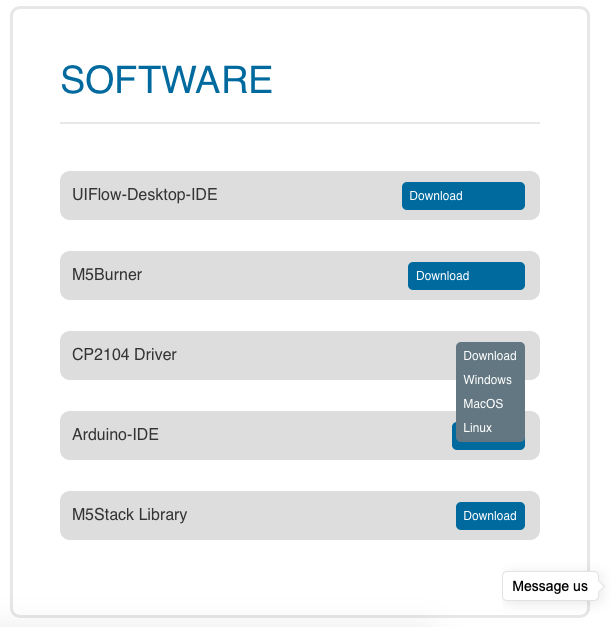 SOFTWARE
UIFlow-Desktop-IDE
Download
M5Burner
Download
CP2104 Driver
Download
Windows
MacOS
Linux
Arduino-IDE
M5Stack Library
Download
Message us